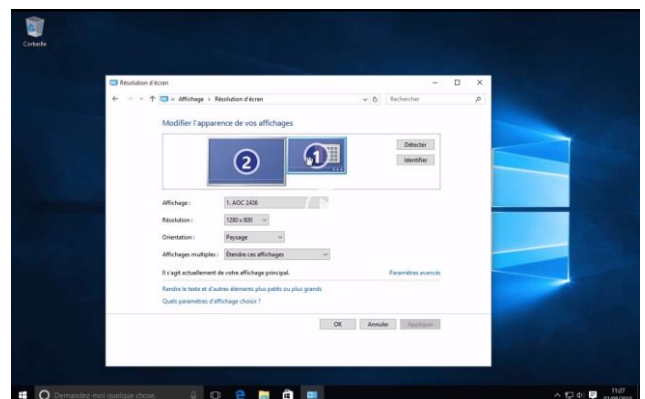 Corbeille
Résolution d'écran
« Affichage > Résolution d'écran
Rechercher
Modifier l'apparence de vos affichages
2
1
Détecter
Identifier
Affichage : 1. AOC 2436
Résolution : 1280 x 800
Orientation : Paysage
Affichages multiples : Étendre ces affichages
Il s'agit actuellement de votre affichage principal.
Paramètres avancés
Rendre le texte et d'autres éléments plus petits ou plus grands
Quels paramètres d'affichage choisir ?
OK
Annuler
Appliquer
Demandez-moi quelque chose.
11:27